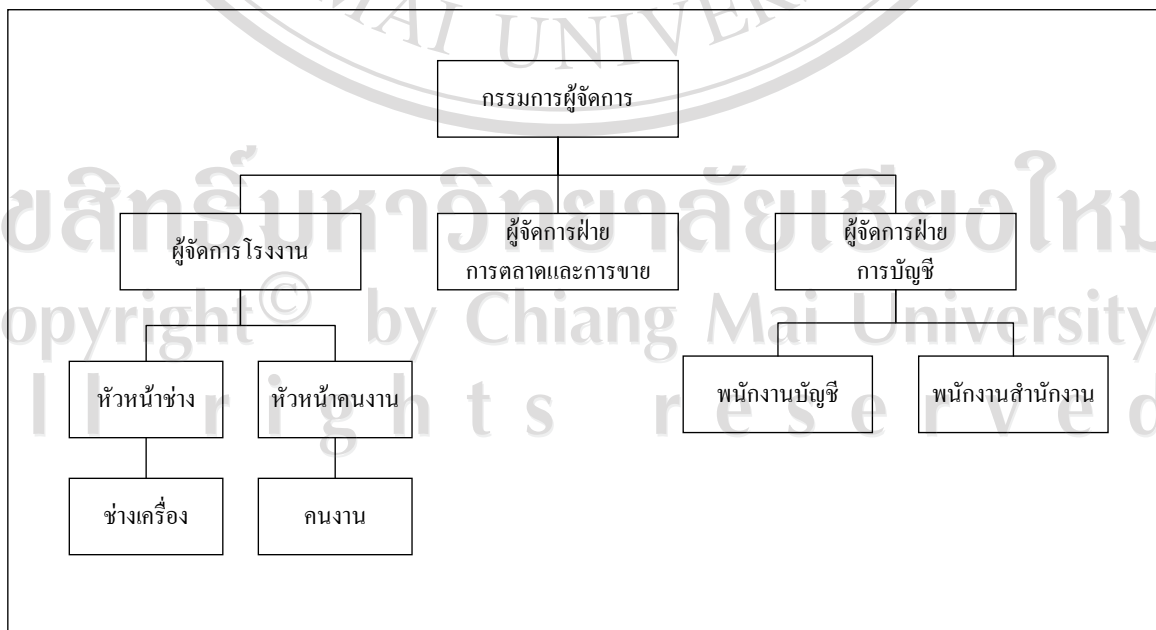 MAI UNIVER
กรรมการผู้จัดการ
ขสิทธิ์มหาวิทยาลัยเชียงใหม
ผู้จัดการโรงงาน
ผู้จัดการฝ่าย
การตลาดและการขาย
ผู้จัดการฝ่าย
การบัญชี
opyright© by Chiang Mai University
หัวหน้าช่าง
หัวหน้าคนงาน
พนักงานบัญชี
พนักงานสำนักงาน
ll rights reserved
ช่างเครื่อง
คนงาน